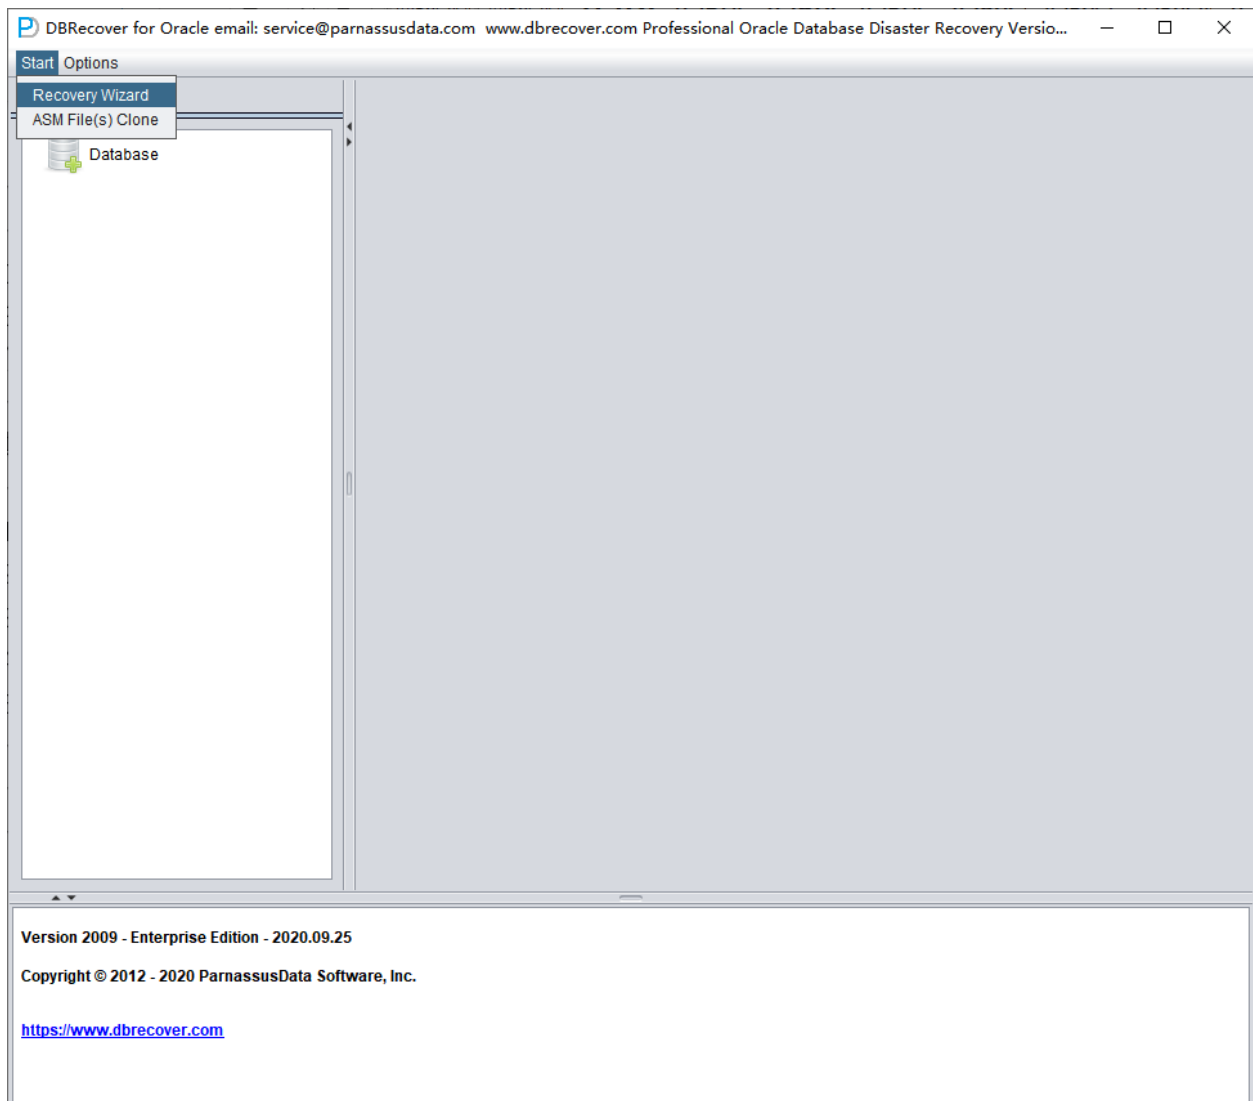 DBRecover for Oracle email: service@parnassusdata.com www.dbrecover.com Professional Oracle Database Disaster Recovery Versio...
Start Options
Recovery Wizard
ASM File(s) Clone
Database
Version 2009 - Enterprise Edition - 2020.09.25
Copyright © 2012 - 2020 ParnassusData Software, Inc.
https://www.dbrecover.com